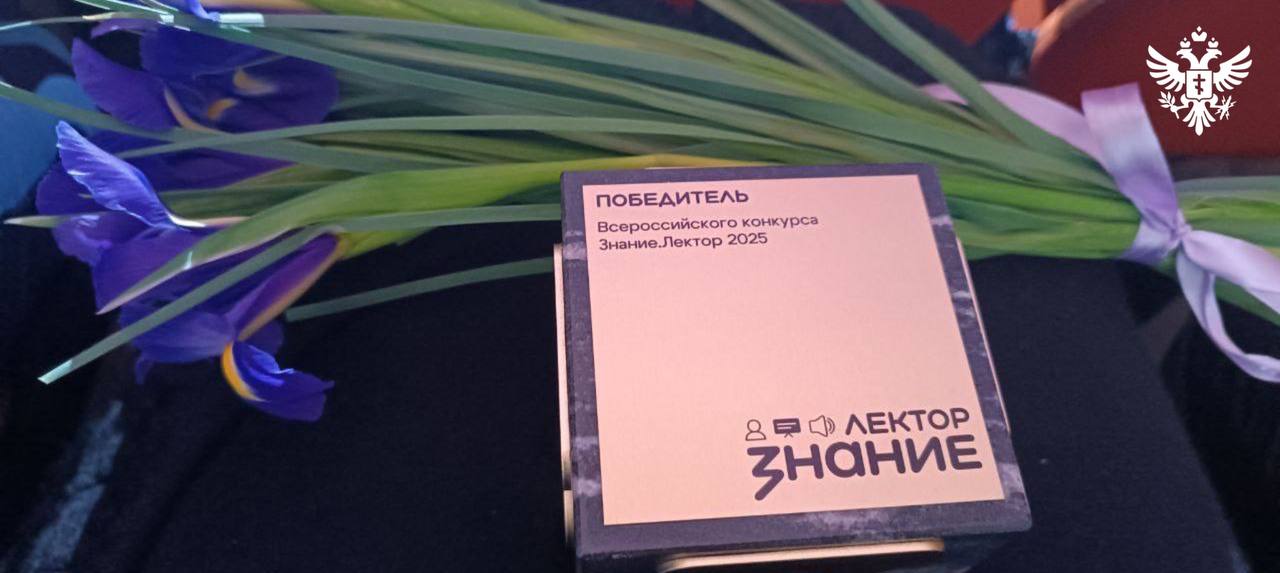 ПОБЕДИТЕЛЬ
Всероссийского конкурса
Знание.Лектор 2025
ЛЕКТОР
ЗНАНИЕ